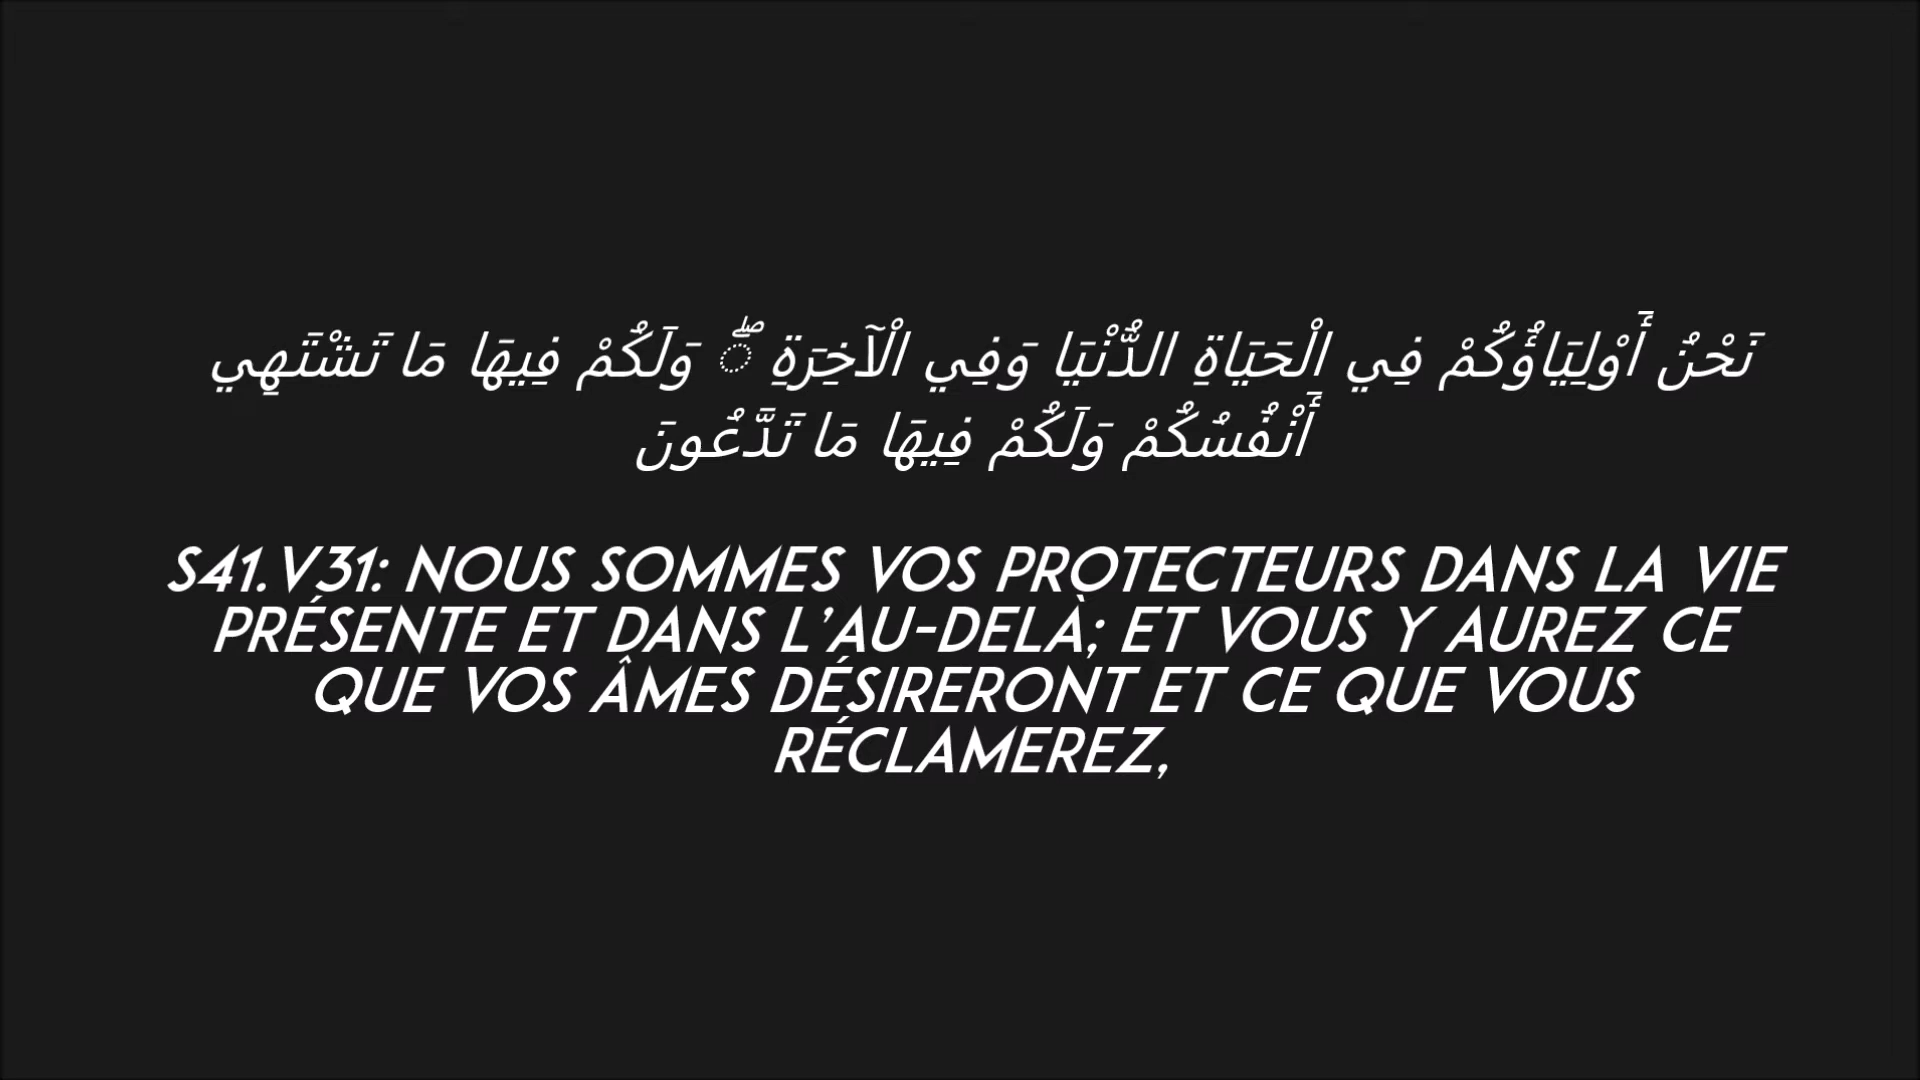 نَحْنُ أَوْلِيَاؤُكُمْ فِي الْحَيَاةِ الدُّنْيَا وَفِي الْآخِرَةِ ۖ وَلَكُمْ فِيهَا مَا تَشْتَهِي
أَنْفُسُكُمْ وَلَكُمْ فِيهَا مَا تَدَّعُونَ
S41.V31: NOUS SOMMES VOS PROTECTEURS DANS LA VIE
PRÉSENTE ET DANS L'AU-DELÀ; ET VOUS Y AUREZ CE
QUE VOS ÂMES DÉSIRERONT ET CE QUE VOUS
RÉCLAMEREZ,